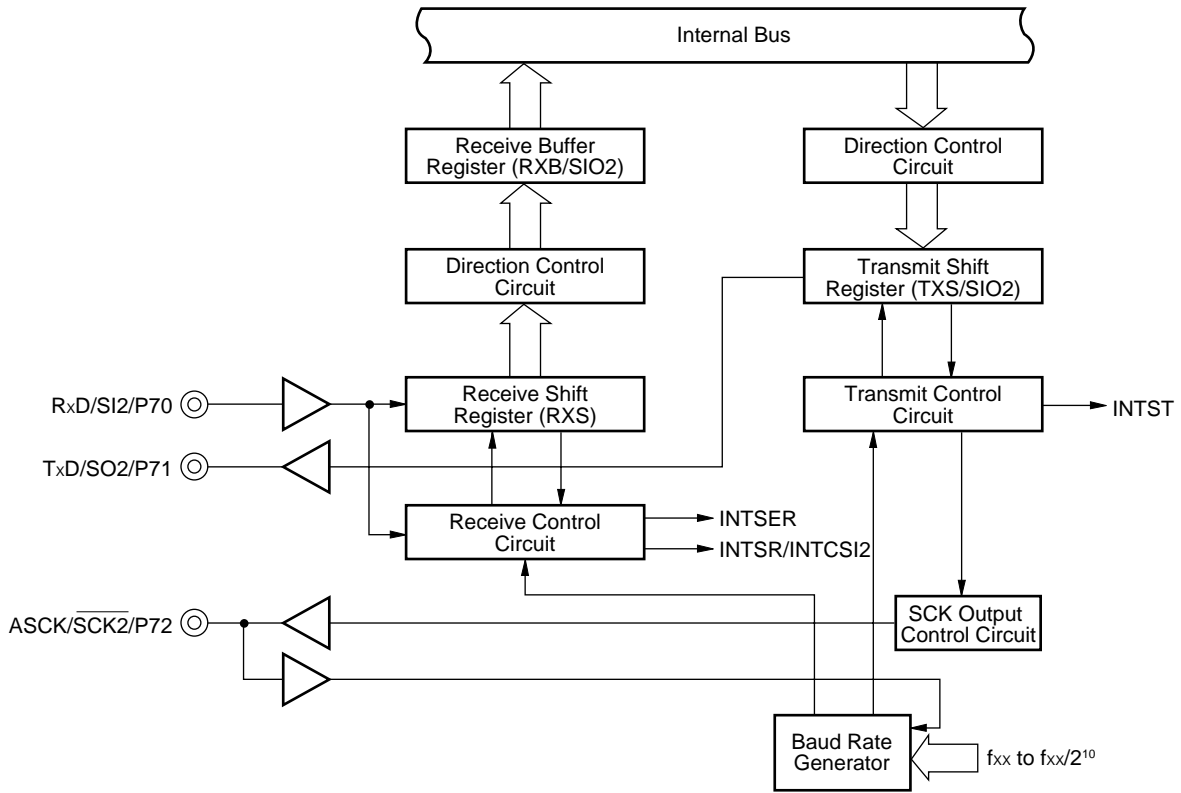 Internal Bus
Receive Buffer
Register (RXB/SIO2)
Direction Control
Circuit
Direction Control
Circuit
Transmit Shift
Register (TXS/SIO2)
RxD/SI2/P70
Receive Shift
Register (RXS)
Transmit Control
Circuit
INTST
TxD/SO2/P71
Receive Control
Circuit
INTSER
INTSR/INTCSI2
ASCK/S̅C̅K̅2̅/P72
SCK Output
Control Circuit
Baud Rate
Generator
fxx to fxx/2¹⁰